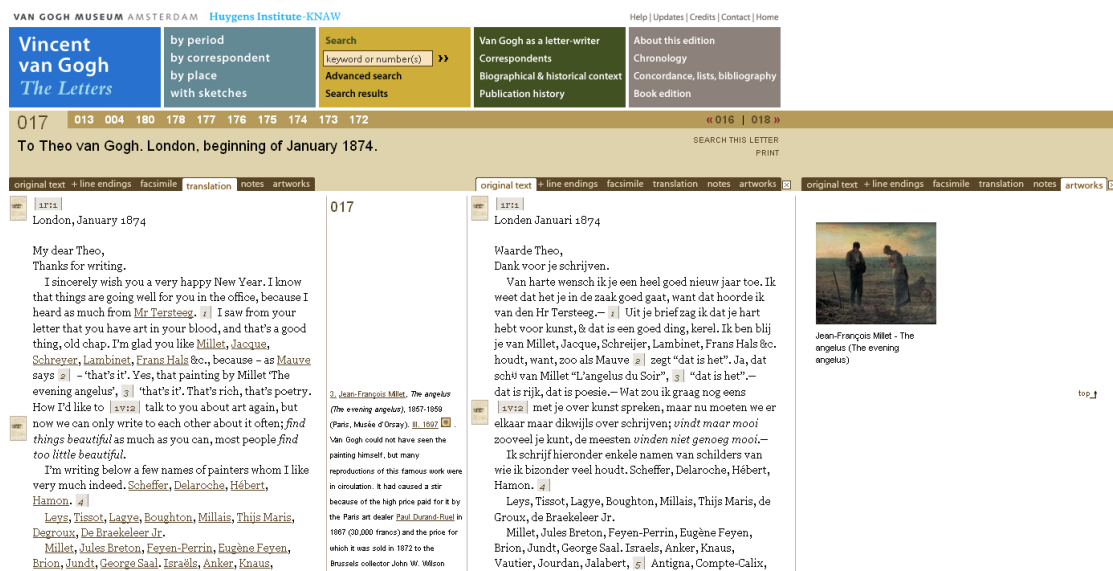 VAN GOGH MUSEUM AMSTERDAM Huygens Institute-KNAW
Help | Updates | Credits | Contact | Home
Vincent
van Gogh
The Letters
by period
by correspondent
by place
with sketches
Search
keyword or number(s)
Advanced search
Search results
Van Gogh as a letter-writer
Correspondents
Biographical & historical context
Publication history
About this edition
Chronology
Concordance, lists, bibliography
Book edition
017 013 004 180 178 177 176 175 174 173 172
« 016 | 018 »
To Theo van Gogh. London, beginning of January 1874.
SEARCH THIS LETTER
PRINT
original text + line endings facsimile translation notes artworks
1r:1
London, January 1874
My dear Theo,
Thanks for writing.
I sincerely wish you a very happy New Year. I know
that things are going well for you in the office, because I
heard as much from Mr Tersteeg. 1 I saw from your
letter that you have art in your blood, and that's a good
thing, old chap. I'm glad you like Millet, Jacque,
Schreyer, Lambinet, Frans Hals &c., because – as Mauve
says 2 – 'that's it'. Yes, that painting by Millet 'The
evening angelus', 3 'that's it'. That's rich, that's poetry.
How I'd like to 1v:2 talk to you about art again, but
now we can only write to each other about it often; find
things beautiful as much as you can, most people find
too little beautiful.
I'm writing below a few names of painters whom I like
very much indeed. Scheffer, Delaroche, Hébert,
Hamon. 4
Leys, Tissot, Lagye, Boughton, Millais, Thijs Maris,
Degroux, De Braekeleer Jr.
Millet, Jules Breton, Feyen-Perrin, Eugène Feyen,
Brion, Jundt, George Saal. Israëls, Anker, Knaus,
017
3. Jean-François Millet, The angelus
(The evening angelus), 1857-1859
(Paris, Musée d'Orsay). Ill. 1697 .
Van Gogh could not have seen the
painting himself, but many
reproductions of this famous work were
in circulation. It had caused a stir
because of the high price paid for it by
the Paris art dealer Paul Durand-Ruel in
1867 (30,000 francs) and the price for
which it was sold in 1872 to the
Brussels collector John W. Wilson
original text + line endings facsimile translation notes artworks
1r:1
Londen Januari 1874
Waarde Theo,
Dank voor je schrijven.
Van harte wensch ik je een heel goed nieuw jaar toe. Ik
weet dat het je in de zaak goed gaat, want dat hoorde ik
van den Hr Tersteeg.— 1 Uit je brief zag ik dat je hart
hebt voor kunst, & dat is een goed ding, kerel. Ik ben blij
je van Millet, Jacque, Schreijer, Lambinet, Frans Hals &c.
houdt, want, zoo als Mauve 2 zegt "dat is het". Ja, dat
schij van Millet "L'angelus du Soir", 3 "dat is het".—
dat is rijk, dat is poesie.— Wat zou ik graag nog eens
1v:2 met je over kunst spreken, maar nu moeten we er
elkaar maar dikwijls over schrijven; vindt maar mooi
zooveel je kunt, de meesten vinden niet genoeg mooi.—
Ik schrijf hieronder enkele namen van schilders van
wie ik bizonder veel houdt. Scheffer, Delaroche, Hébert,
Hamon. 4
Leys, Tissot, Lagye, Boughton, Millais, Thijs Maris, de
Groux, de Braekeleer Jr.
Millet, Jules Breton, Feyen-Perrin, Eugène Feyen,
Brion, Jundt, George Saal. Israels, Anker, Knaus,
Vautier, Jourdan, Jalabert, 5 Antigna, Compte-Calix,
original text + line endings facsimile translation notes artworks
Jean-François Millet - The
angelus (The evening
angelus)
top